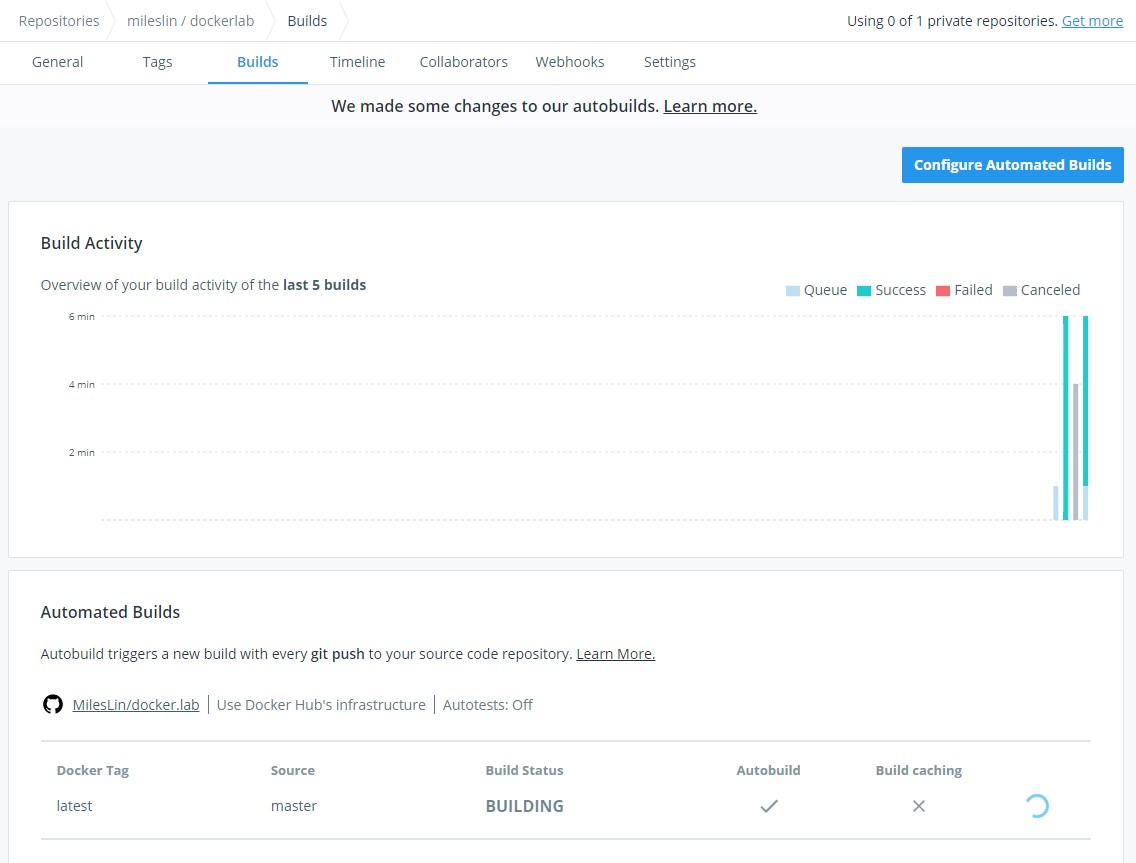 Repositories mileslin / dockerlab Builds Using 0 of 1 private repositories. Get more
General Tags Builds Timeline Collaborators Webhooks Settings
We made some changes to our autobuilds. Learn more.
Configure Automated Builds
Build Activity
Overview of your build activity of the last 5 builds
Queue Success Failed Canceled
6 min
4 min
2 min
Automated Builds
Autobuild triggers a new build with every git push to your source code repository. Learn More.
MilesLin/docker.lab Use Docker Hub's infrastructure Autotests: Off
Docker Tag Source Build Status Autobuild Build caching
latest master BUILDING